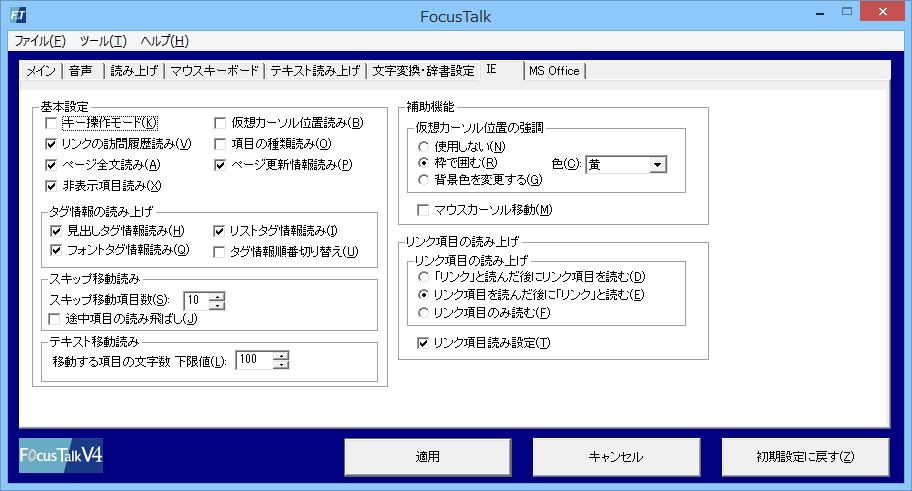 FocusTalk
ファイル(F) ツール(T) ヘルプ(H)
メイン 音声 読み上げ マウスキーボード テキスト読み上げ 文字変換・辞書設定 IE MS Office
基本設定
キー操作モード(K) 仮想カーソル位置読み(B)
リンクの訪問履歴読み(V) 項目の種類読み(O)
ページ全文読み(A) ページ更新情報読み(P)
非表示項目読み(X)
タグ情報の読み上げ
見出しタグ情報読み(H) リストタグ情報読み(I)
フォントタグ情報読み(Q) タグ情報順番切り替え(U)
スキップ移動読み
スキップ移動項目数(S): 10
途中項目の読み飛ばし(J)
テキスト移動読み
移動する項目の文字数 下限値(L): 100
補助機能
仮想カーソル位置の強調
使用しない(N)
枠で囲む(R) 色(C): 黄
背景色を変更する(G)
マウスカーソル移動(M)
リンク項目の読み上げ
リンク項目の読み上げ
「リンク」と読んだ後にリンク項目を読む(D)
リンク項目を読んだ後に「リンク」と読む(E)
リンク項目のみ読む(F)
リンク項目読み設定(T)
FocusTalkV4
適用 キャンセル 初期設定に戻す(Z)